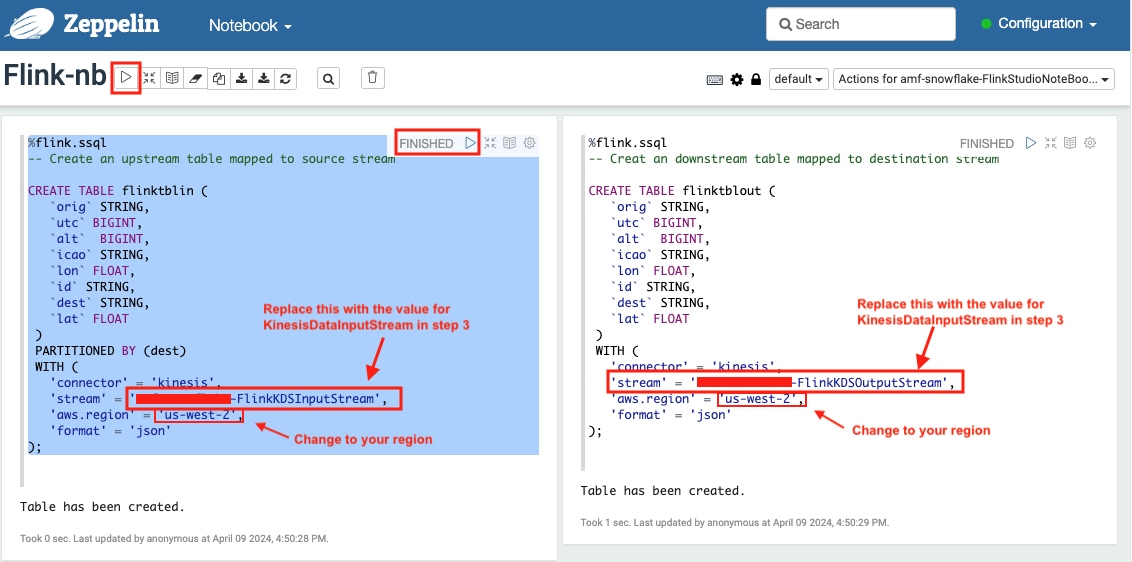 Zeppelin
Notebook
Search
Configuration
Flink-nb
default
Actions for amf-snowflake-FlinkStudioNoteBoo...
%flink.ssql
FINISHED
-- Create an upstream table mapped to source stream
CREATE TABLE flinktblin (
`orig` STRING,
`utc` BIGINT,
`alt`  BIGINT,
`icao` STRING,
`lon` FLOAT,
`id` STRING,
`dest` STRING,
`lat` FLOAT
)
PARTITIONED BY (dest)
WITH (
'connector' = 'kinesis',
'stream' = '-FlinkKDSInputStream',
'aws.region' = 'us-west-2',
'format' = 'json'
);
Replace this with the value for
KinesisDataInputStream in step 3
Change to your region
Table has been created.
Took 0 sec. Last updated by anonymous at April 09 2024, 4:50:28 PM.
%flink.ssql
FINISHED
-- Creat an downstream table mapped to destination stream
CREATE TABLE flinktblout (
`orig` STRING,
`utc` BIGINT,
`alt`  BIGINT,
`icao` STRING,
`lon` FLOAT,
`id` STRING,
`dest` STRING,
`lat` FLOAT
)
WITH (
'connector' = 'kinesis',
'stream' = '-FlinkKDSOutputStream',
'aws.region' = 'us-west-2',
'format' = 'json'
);
Replace this with the value for
KinesisDataInputStream in step 3
Change to your region
Table has been created.
Took 1 sec. Last updated by anonymous at April 09 2024, 4:50:29 PM.